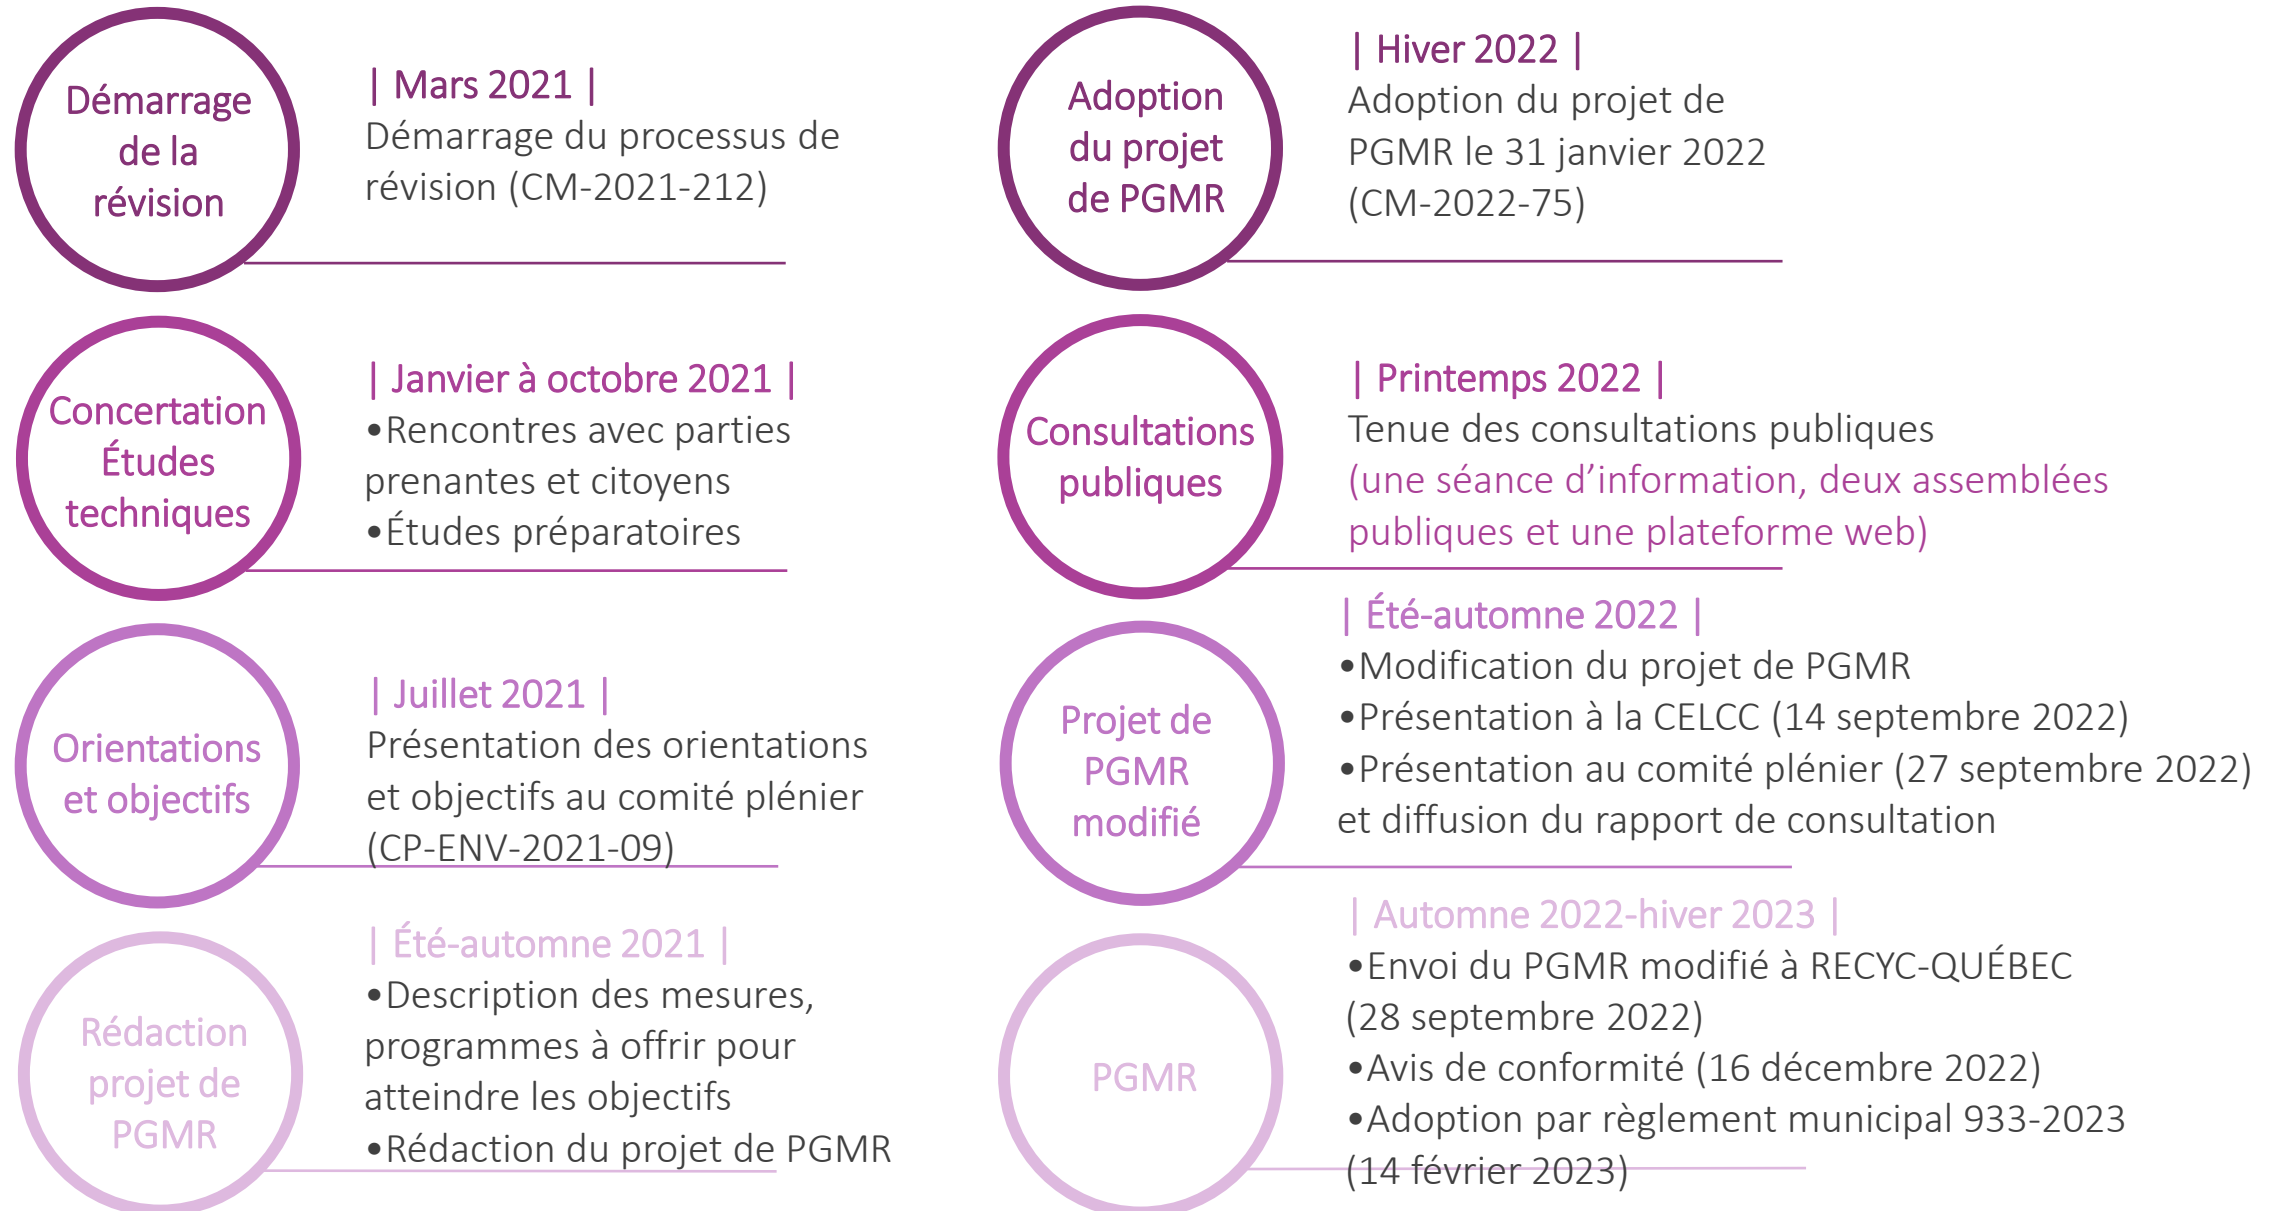 Démarrage
de la
révision
| Mars 2021 |
Démarrage du processus de
révision (CM-2021-212)
Concertation
Études
techniques
| Janvier à octobre 2021 |
•Rencontres avec parties
prenantes et citoyens
•Études préparatoires
Orientations
et objectifs
| Juillet 2021 |
Présentation des orientations
et objectifs au comité plénier
(CP-ENV-2021-09)
Rédaction
projet de
PGMR
| Été-automne 2021 |
•Description des mesures,
programmes à offrir pour
atteindre les objectifs
•Rédaction du projet de PGMR
Adoption
du projet
de PGMR
| Hiver 2022 |
Adoption du projet de
PGMR le 31 janvier 2022
(CM-2022-75)
Consultations
publiques
| Printemps 2022 |
Tenue des consultations publiques
(une séance d’information, deux assemblées
publiques et une plateforme web)
Projet de
PGMR
modifié
| Été-automne 2022 |
•Modification du projet de PGMR
•Présentation à la CELCC (14 septembre 2022)
•Présentation au comité plénier (27 septembre 2022)
et diffusion du rapport de consultation
PGMR
| Automne 2022-hiver 2023 |
•Envoi du PGMR modifié à RECYC-QUÉBEC
(28 septembre 2022)
•Avis de conformité (16 décembre 2022)
•Adoption par règlement municipal 933-2023
(14 février 2023)